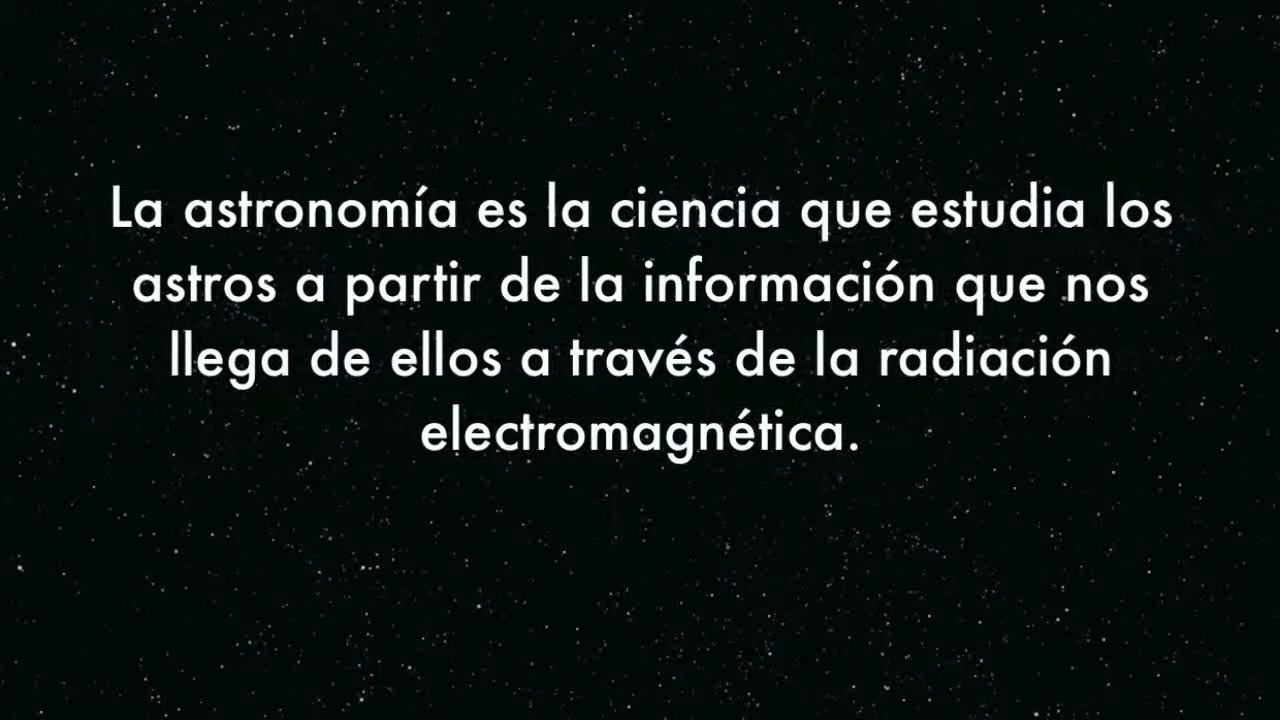 La astronomía es la ciencia que estudia los
astros a partir de la información que nos
llega de ellos a través de la radiación
electromagnética.